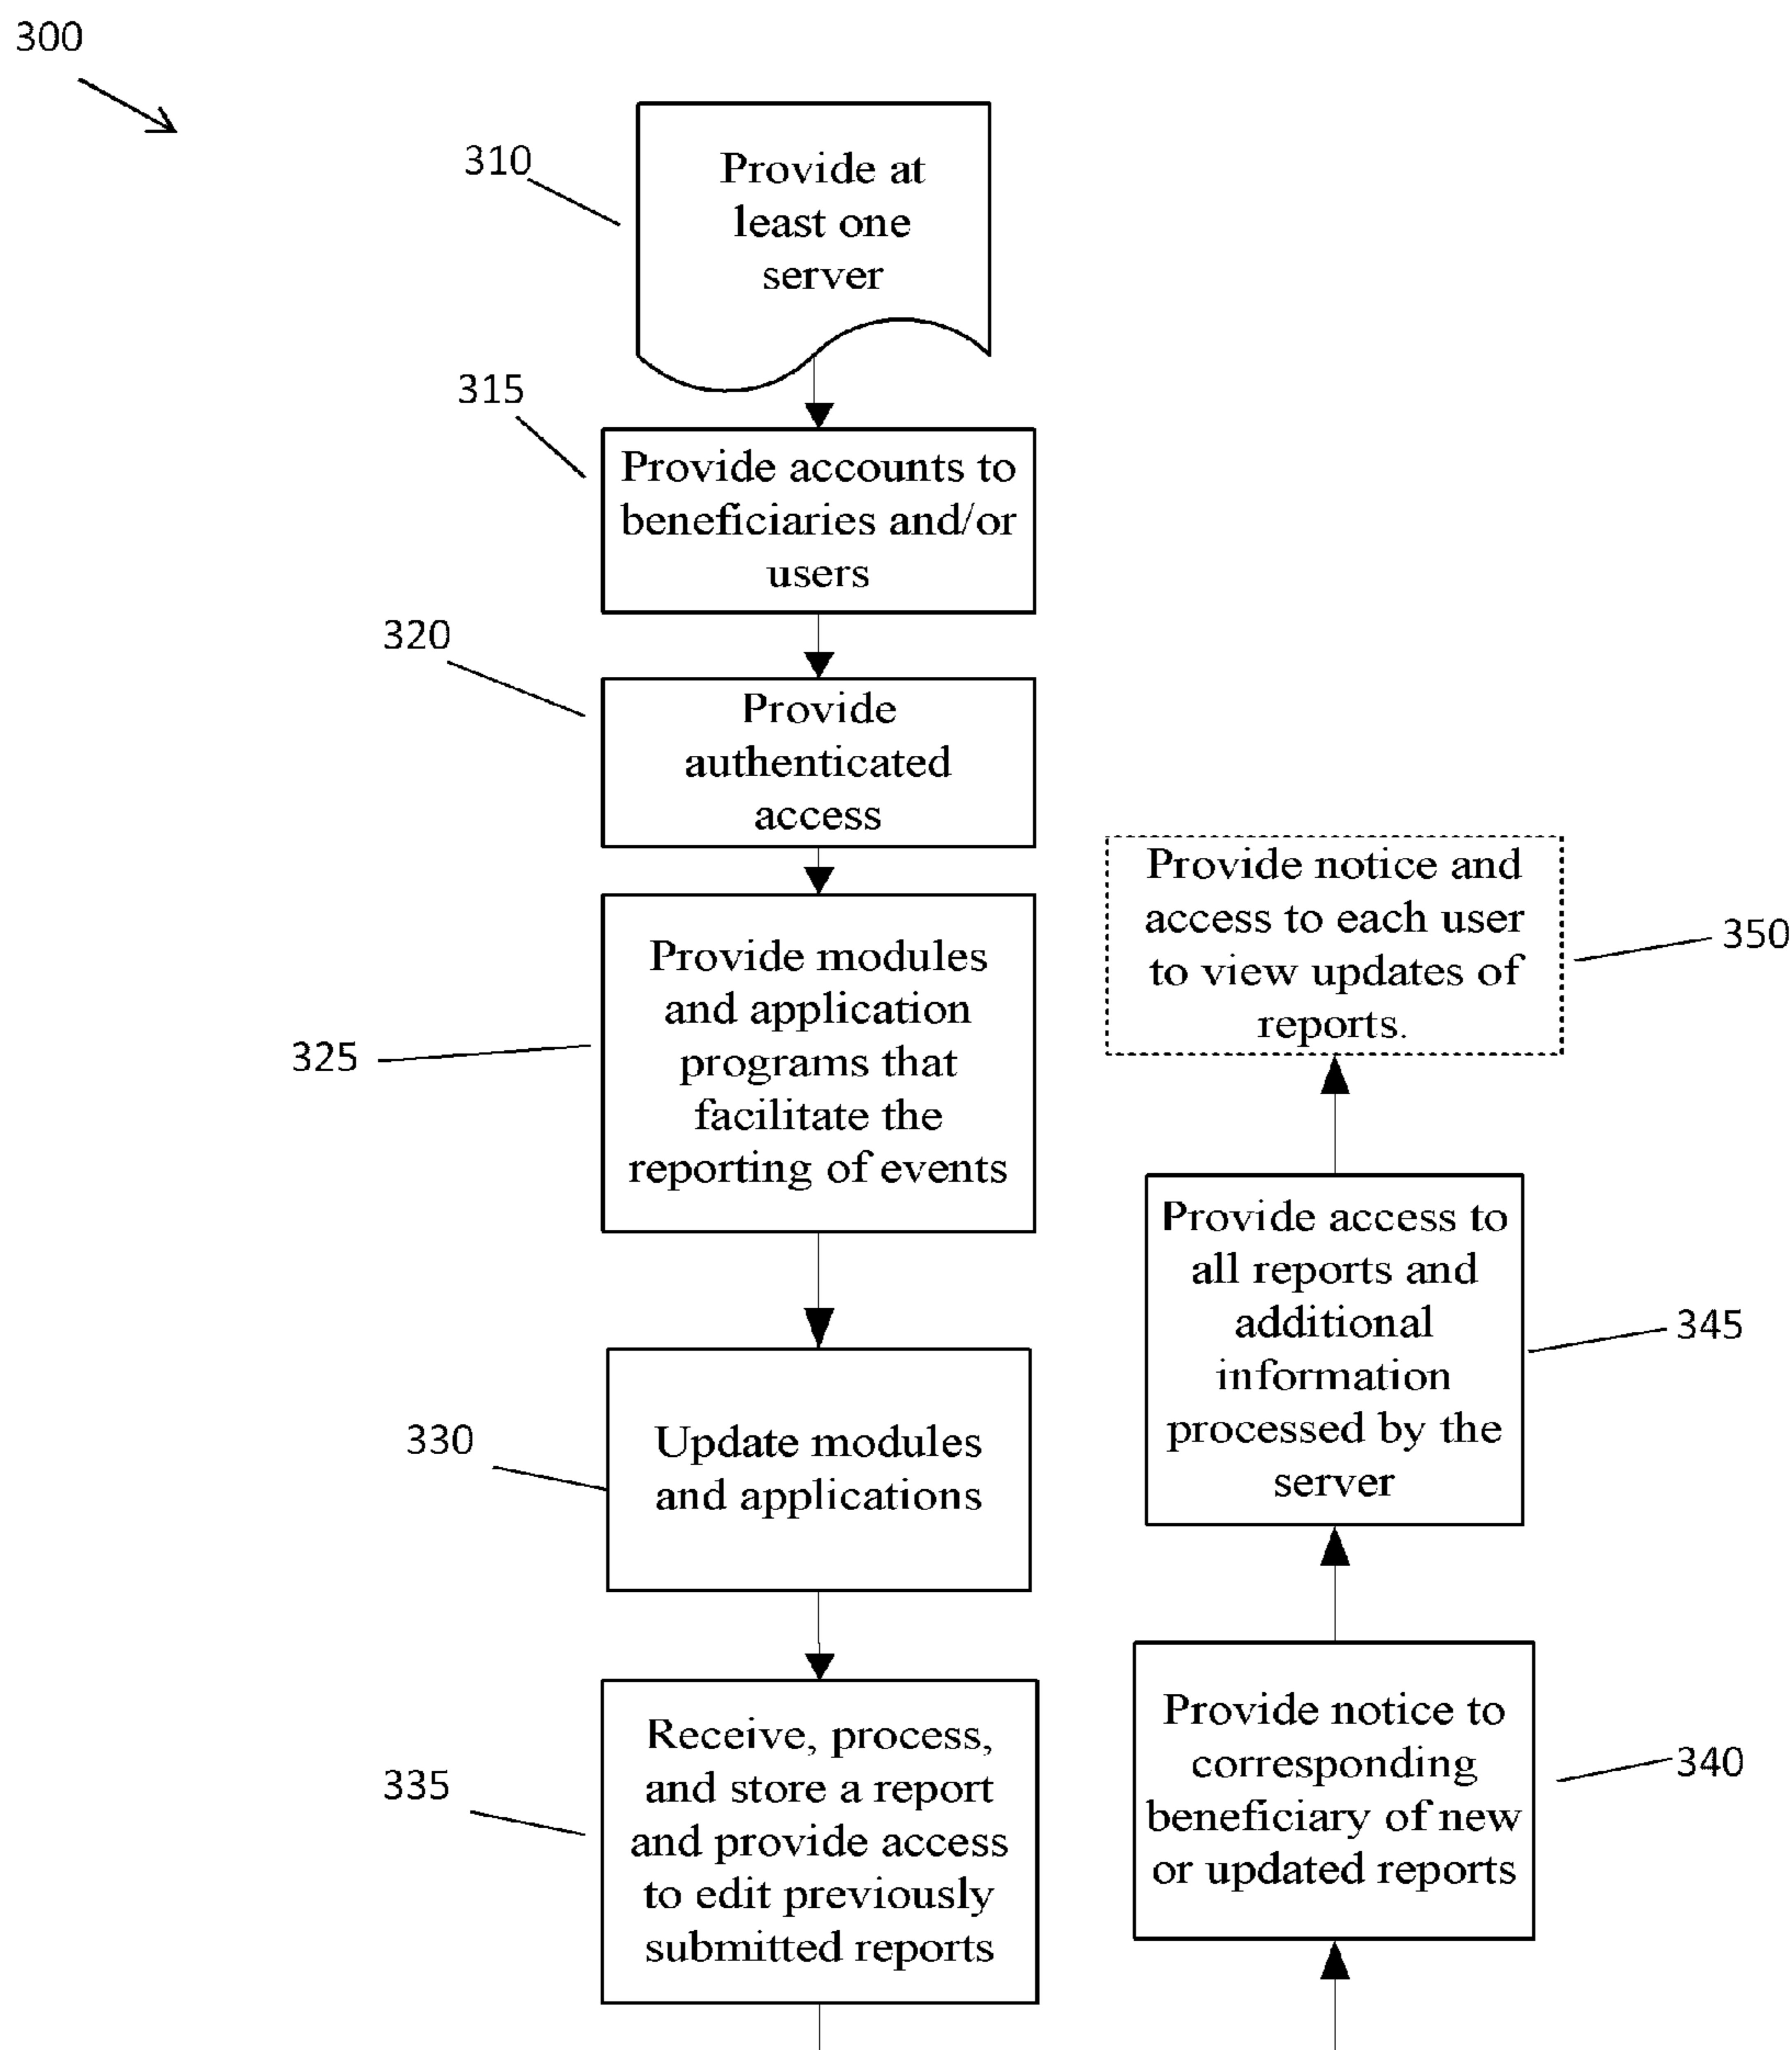 300
310
Provide at
least one
server
315
Provide accounts to
beneficiaries and/or
users
320
Provide
authenticated
access
325
Provide modules
and application
programs that
facilitate the
reporting of events
330
Update modules
and applications
335
Receive, process,
and store a report
and provide access
to edit previously
submitted reports
340
Provide notice to
corresponding
beneficiary of new
or updated reports
345
Provide access to
all reports and
additional
information
processed by the
server
350
Provide notice and
access to each user
to view updates of
reports.